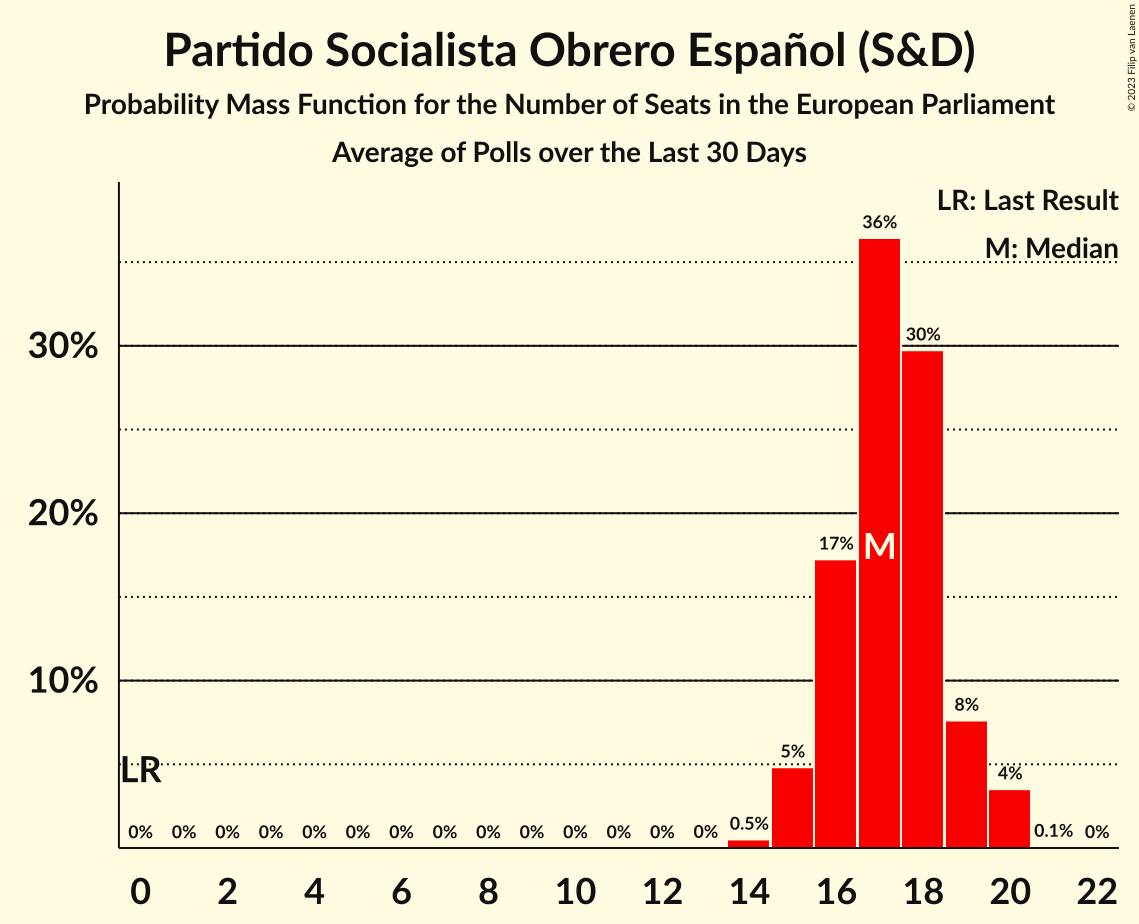 Partido Socialista Obrero Español (S&D)
Probability Mass Function for the Number of Seats in the European Parliament
Average of Polls over the Last 30 Days
© 2023 Filip van Laenen
LR: Last Result
M: Median
36%
30%
30%
20%
17%
M
10%
8%
5%
4%
LR
0% 0% 0% 0% 0% 0% 0% 0% 0% 0% 0% 0% 0% 0% 0.5% 0.1% 0%
0 2 4 6 8 10 12 14 16 18 20 22